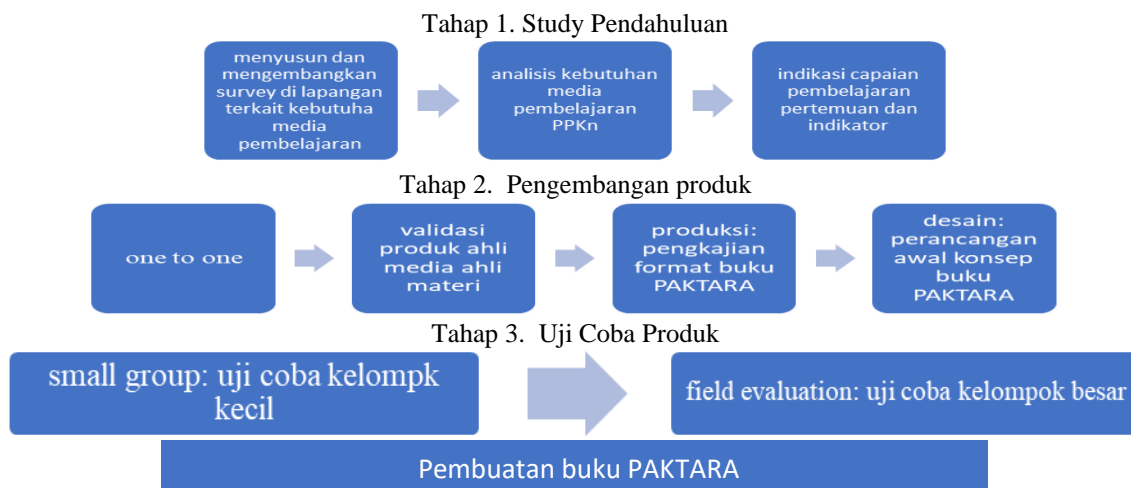 Tahap 1. Study Pendahuluan
menyusun dan
mengembangkan
survey di lapangan
terkait kebutuha
media
pembelajaran
analisis kebutuhan
media
pembelajaran
PPKn
indikasi capaian
pembelajaran
pertemuan dan
indikator
Tahap 2. Pengembangan produk
one to one
validasi
produk ahli
media ahli
materi
produksi:
pengkajian
format buku
PAKTARA
desain:
perancangan
awal konsep
buku
PAKTARA
Tahap 3. Uji Coba Produk
small group: uji coba kelompk
kecil
field evaluation: uji coba kelompok besar
Pembuatan buku PAKTARA